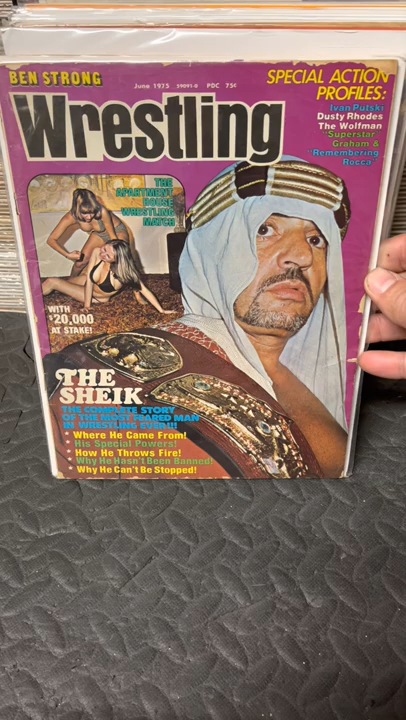 BEN STRONG
June 1975 29091-0 PDC 75¢
Wrestling
SPECIAL ACTION
PROFILES:
Ivan Putski
Dusty Rhodes
The Wolfman
"Superstar"
Graham &
"Remembering
Rocca"
THE
APARTMENT
HOUSE
WRESTLING
MATCH
WITH
$20,000
AT STAKE!
THE
SHEIK
THE COMPLETE STORY
OF THE MOST FEARED MAN
IN WRESTLING EVER!!!
• Where He Came From!
• His Special Powers!
• How He Throws Fire!
• Why He Hasn't Been Banned!
• Why He Can't Be Stopped!